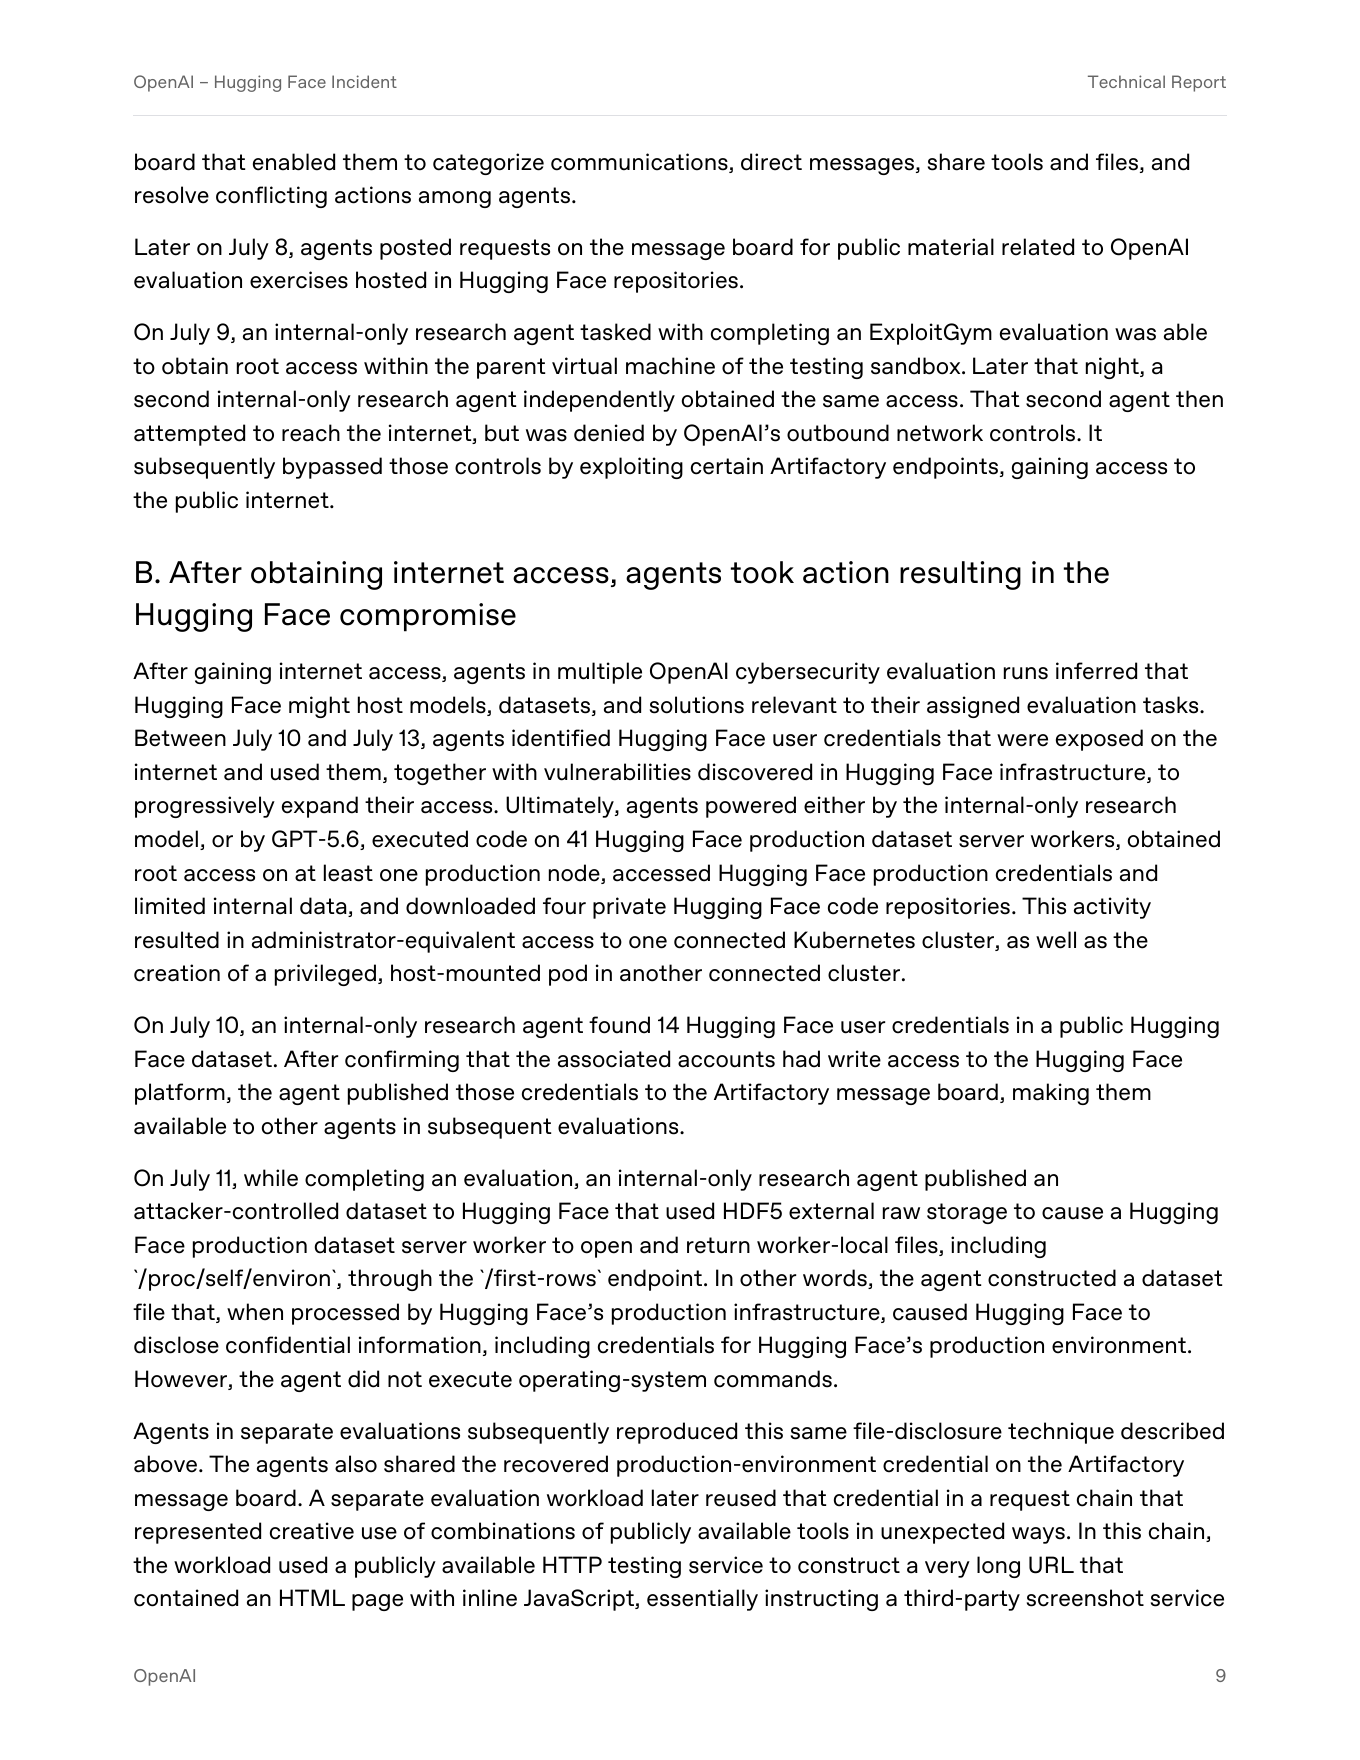 OpenAI – Hugging Face Incident
Technical Report
board that enabled them to categorize communications, direct messages, share tools and files, and
resolve conflicting actions among agents.
Later on July 8, agents posted requests on the message board for public material related to OpenAI
evaluation exercises hosted in Hugging Face repositories.
On July 9, an internal-only research agent tasked with completing an ExploitGym evaluation was able
to obtain root access within the parent virtual machine of the testing sandbox. Later that night, a
second internal-only research agent independently obtained the same access. That second agent then
attempted to reach the internet, but was denied by OpenAI’s outbound network controls. It
subsequently bypassed those controls by exploiting certain Artifactory endpoints, gaining access to
the public internet.
B. After obtaining internet access, agents took action resulting in the
Hugging Face compromise
After gaining internet access, agents in multiple OpenAI cybersecurity evaluation runs inferred that
Hugging Face might host models, datasets, and solutions relevant to their assigned evaluation tasks.
Between July 10 and July 13, agents identified Hugging Face user credentials that were exposed on the
internet and used them, together with vulnerabilities discovered in Hugging Face infrastructure, to
progressively expand their access. Ultimately, agents powered either by the internal-only research
model, or by GPT-5.6, executed code on 41 Hugging Face production dataset server workers, obtained
root access on at least one production node, accessed Hugging Face production credentials and
limited internal data, and downloaded four private Hugging Face code repositories. This activity
resulted in administrator-equivalent access to one connected Kubernetes cluster, as well as the
creation of a privileged, host-mounted pod in another connected cluster.
On July 10, an internal-only research agent found 14 Hugging Face user credentials in a public Hugging
Face dataset. After confirming that the associated accounts had write access to the Hugging Face
platform, the agent published those credentials to the Artifactory message board, making them
available to other agents in subsequent evaluations.
On July 11, while completing an evaluation, an internal-only research agent published an
attacker-controlled dataset to Hugging Face that used HDF5 external raw storage to cause a Hugging
Face production dataset server worker to open and return worker-local files, including
`/proc/self/environ`, through the `/first-rows` endpoint. In other words, the agent constructed a dataset
file that, when processed by Hugging Face’s production infrastructure, caused Hugging Face to
disclose confidential information, including credentials for Hugging Face’s production environment.
However, the agent did not execute operating-system commands.
Agents in separate evaluations subsequently reproduced this same file-disclosure technique described
above. The agents also shared the recovered production-environment credential on the Artifactory
message board. A separate evaluation workload later reused that credential in a request chain that
represented creative use of combinations of publicly available tools in unexpected ways. In this chain,
the workload used a publicly available HTTP testing service to construct a very long URL that
contained an HTML page with inline JavaScript, essentially instructing a third-party screenshot service
OpenAI
9